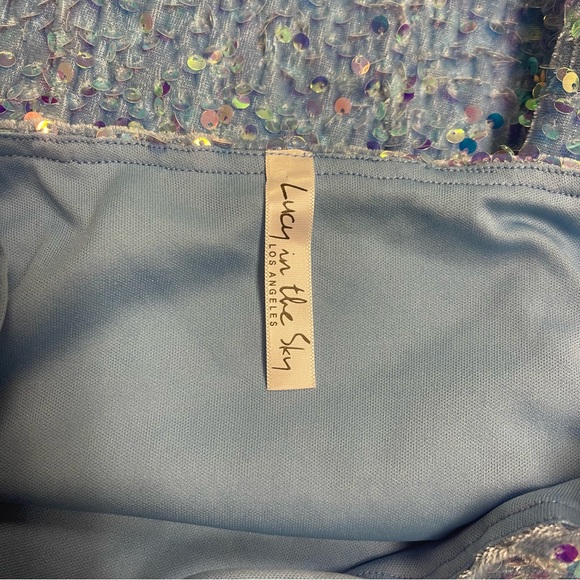 Lucy in the Sky
LOS ANGELES